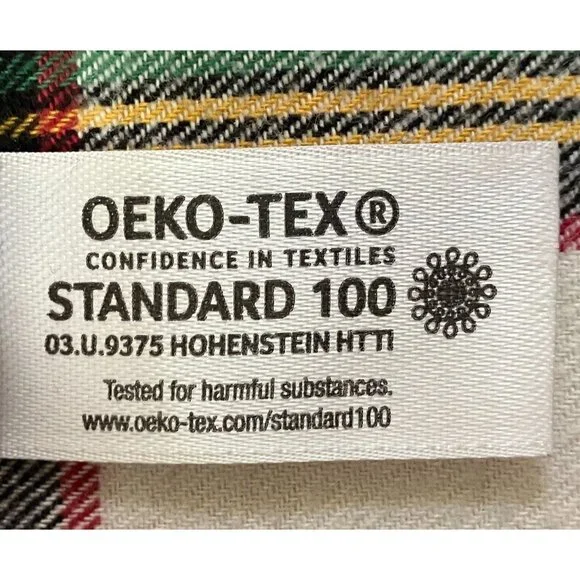 OEKO-TEX®
CONFIDENCE IN TEXTILES
STANDARD 100
03.U.9375 HOHENSTEIN HTTI
Tested for harmful substances.
www.oeko-tex.com/standard100